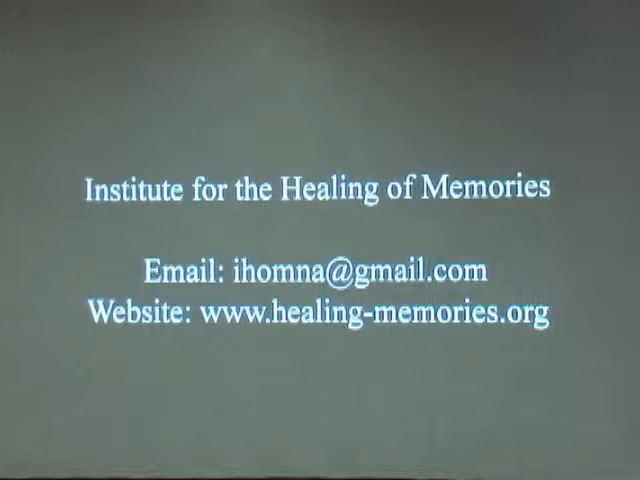 Institute for the Healing of Memories
Email: ihomna@gmail.com
Website: www.healing-memories.org